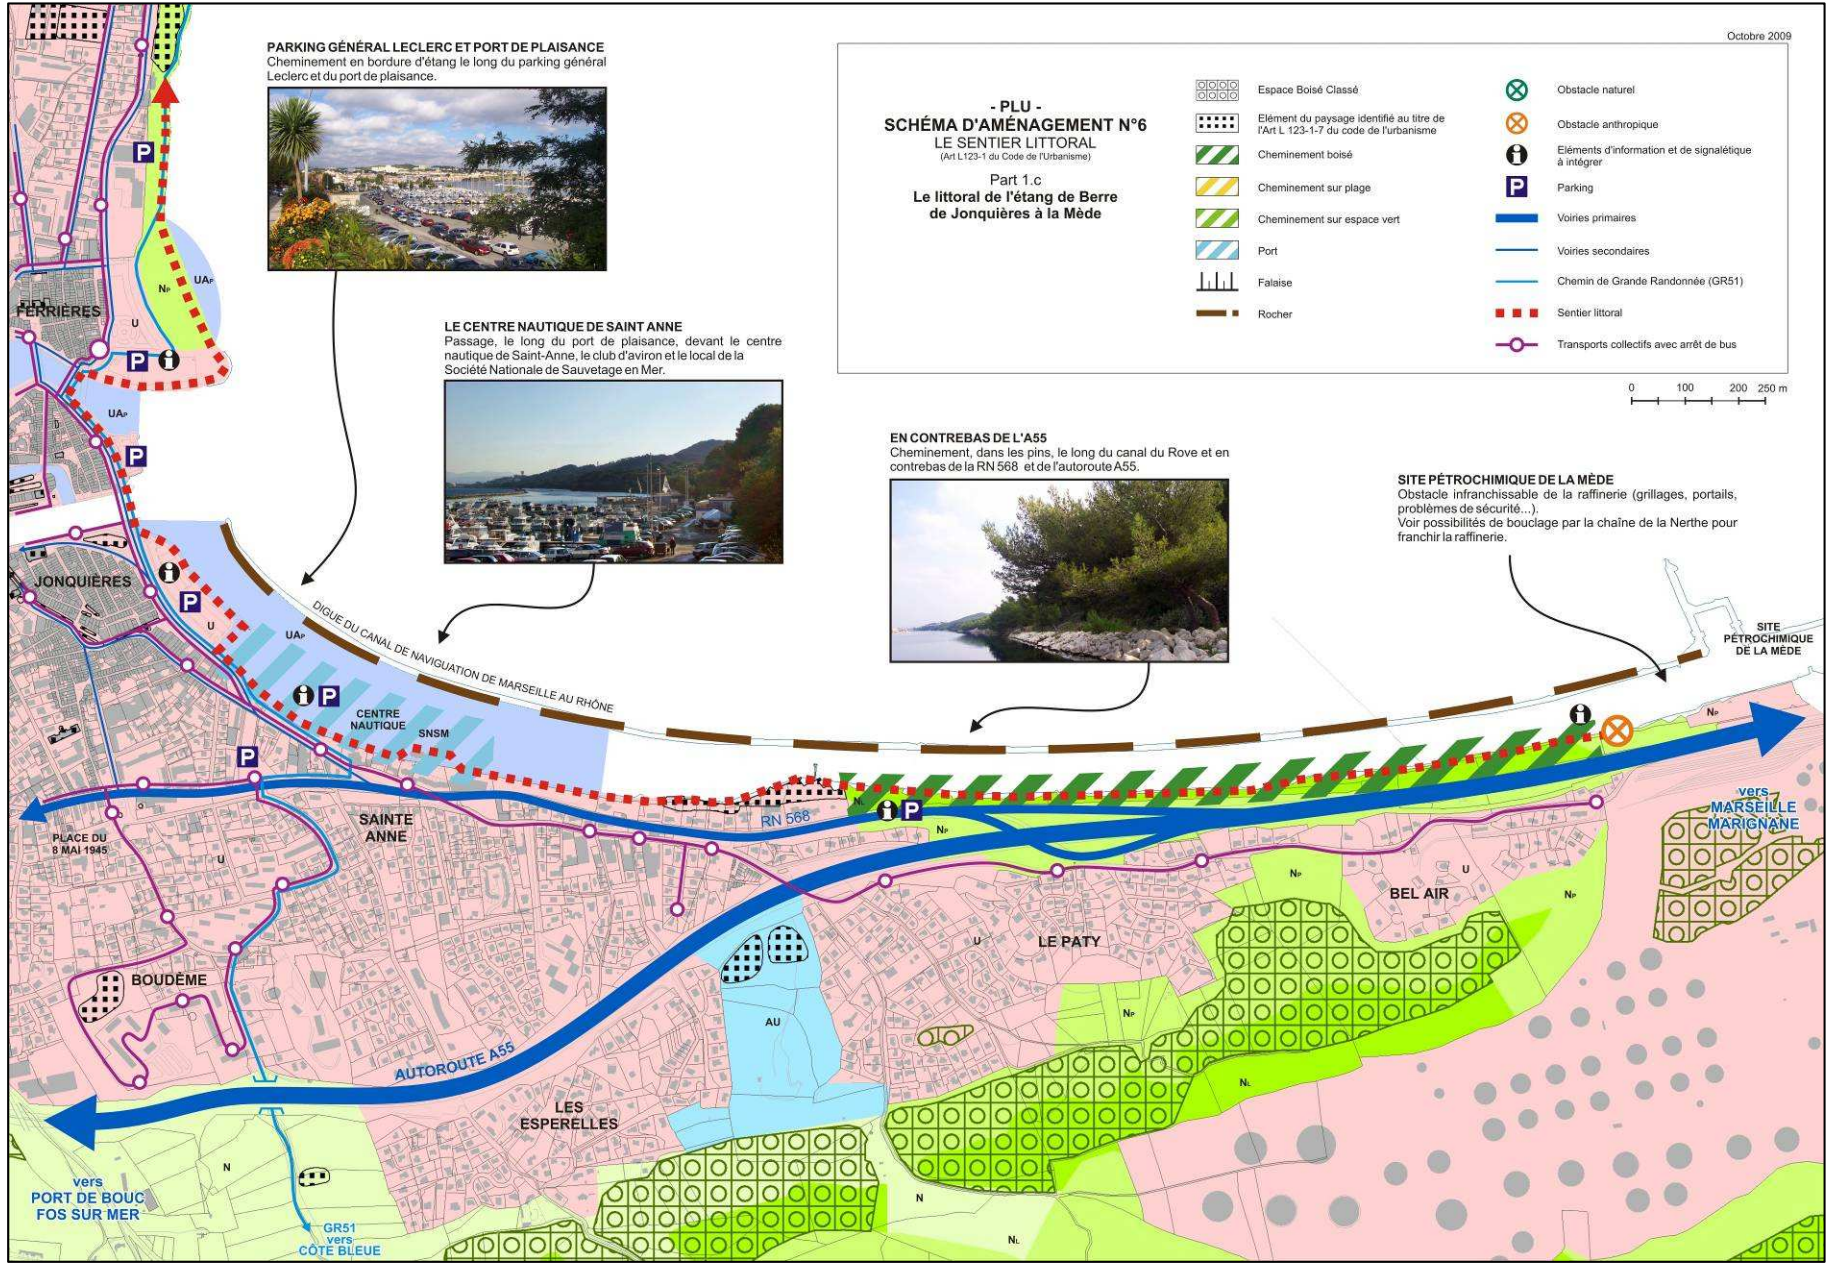 Octobre 2009
- PLU -
SCHÉMA D'AMÉNAGEMENT N°6
LE SENTIER LITTORAL
(Art L123-1 du Code de l'Urbanisme)
Part 1.c
Le littoral de l'étang de Berre
de Jonquières à la Mède
Espace Boisé Classé
Elément du paysage identifié au titre de
l'Art L 123-1-7 du code de l'urbanisme
Cheminement boisé
Cheminement sur plage
Cheminement sur espace vert
Port
Falaise
Rocher
Obstacle naturel
Obstacle anthropique
Eléments d'information et de signalétique
à intégrer
P
Parking
Voiries primaires
Voiries secondaires
Chemin de Grande Randonnée (GR51)
Sentier littoral
Transports collectifs avec arrêt de bus
0 100 200 250 m
PARKING GÉNÉRAL LECLERC ET PORT DE PLAISANCE
Cheminement en bordure d'étang le long du parking général
Leclerc et du port de plaisance.
LE CENTRE NAUTIQUE DE SAINT ANNE
Passage, le long du port de plaisance, devant le centre
nautique de Saint-Anne, le club d'aviron et le local de la
Société Nationale de Sauvetage en Mer.
EN CONTREBAS DE L'A55
Cheminement, dans les pins, le long du canal du Rove et en
contrebas de la RN 568 et de l'autoroute A55.
SITE PÉTROCHIMIQUE DE LA MÈDE
Obstacle infranchissable de la raffinerie (grillages, portails,
problèmes de sécurité...).
Voir possibilités de bouclage par la chaîne de la Nerthe pour
franchir la raffinerie.
P
UAP
NP
FERRIÈRES
U
P
i
UAP
P
JONQUIÈRES
i
P
U
UAP
DIGUE DU CANAL DE NAVIGUATION DE MARSEILLE AU RHÔNE
SITE
PÉTROCHIMIQUE
DE LA MÈDE
i
P
CENTRE
NAUTIQUE
SNSM
P
i
NP
NL
i
P
RN 568
NP
vers
MARSEILLE
MARIGNANE
SAINTE
ANNE
PLACE DU
8 MAI 1945
U
NP
U
BEL AIR
NP
U
LE PATY
BOUDÈME
AU
NP
AUTOROUTE A55
NL
LES
ESPERELLES
N
vers
PORT DE BOUC
FOS SUR MER
N
GR51
vers
CÔTE BLEUE
NL